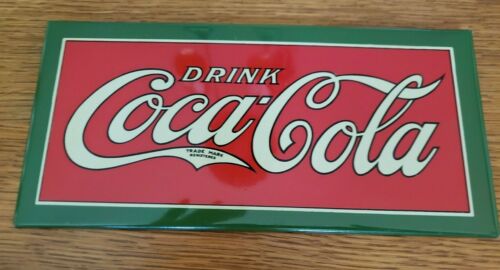 DRINK
Coca-Cola
TRADE MARK
REGISTERED